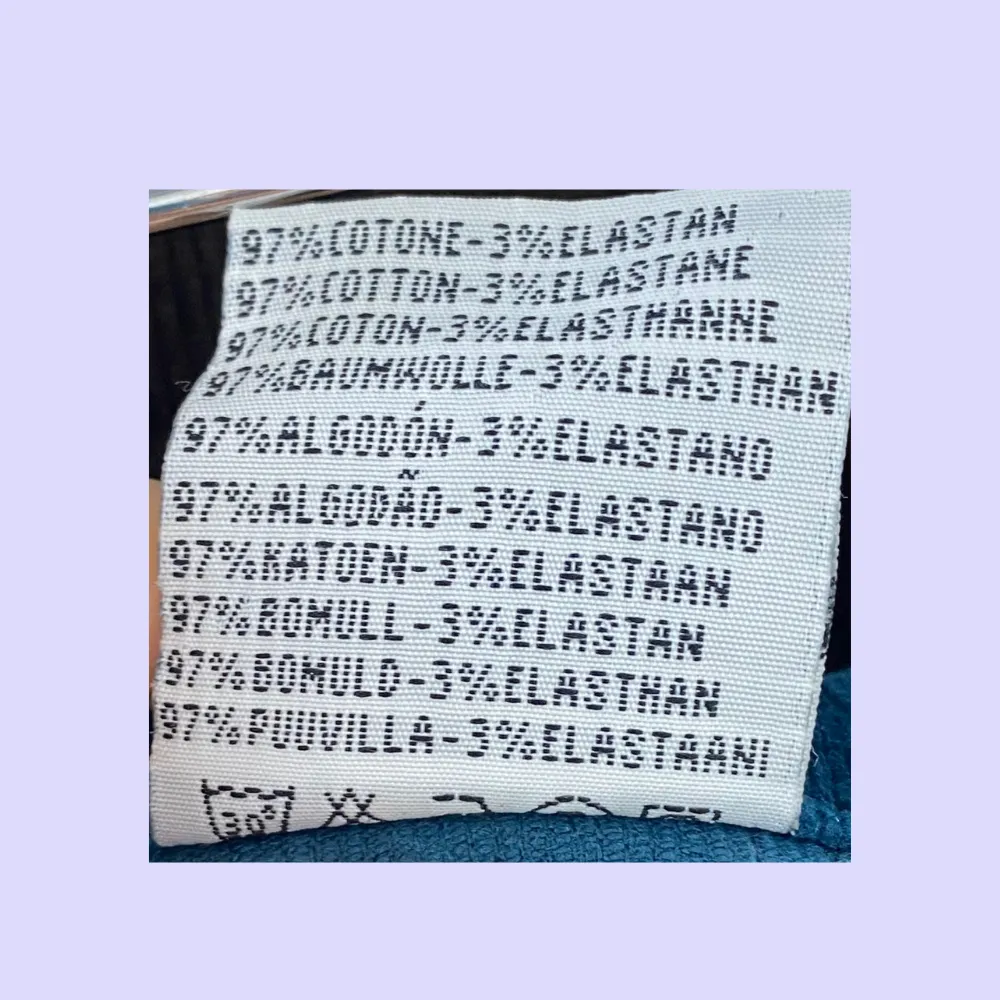 97%COTONE-3%ELASTAN
97%COTTON-3%ELASTANE
97%COTON-3%ELASTHANNE
97%BAUMWOLLE-3%ELASTHAN
97%ALGODÓN-3%ELASTANO
97%ALGODÃO-3%ELASTANO
97%KATOEN-3%ELASTAAN
97%BOMULL-3%ELASTAN
97%BOMULD-3%ELASTHAN
97%PUUVILLA-3%ELASTAANI
30°